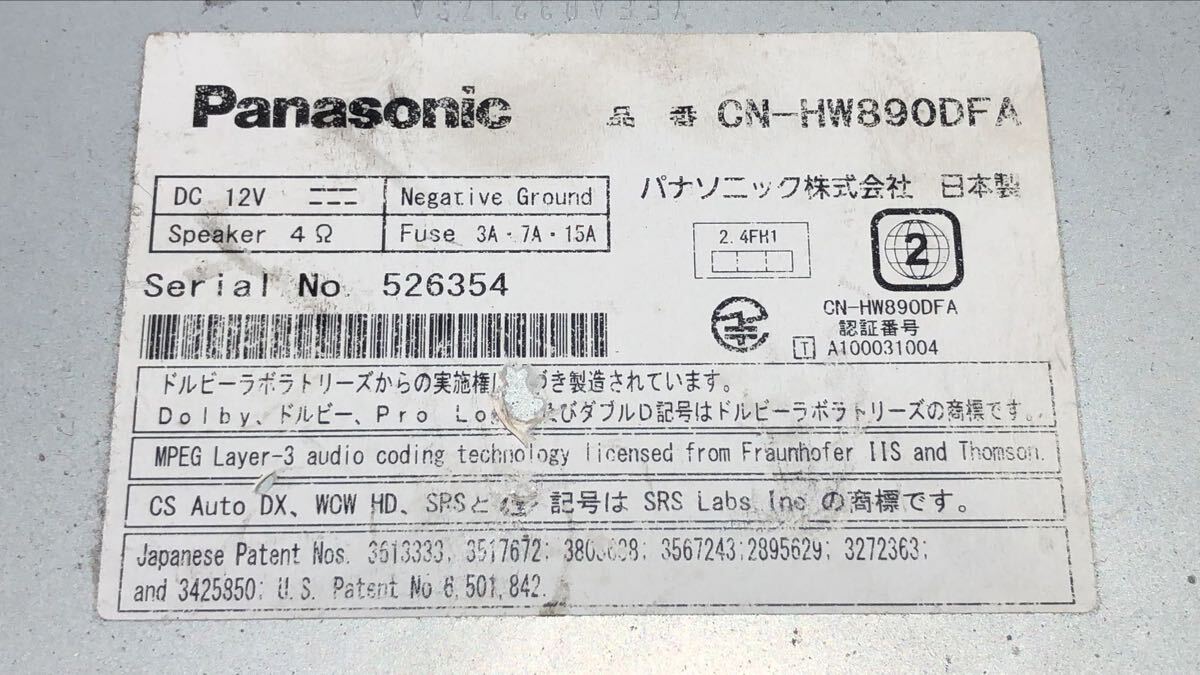 Panasonic 品番 CN-HW890DFA
DC 12V Negative Ground
Speaker 4Ω Fuse 3A・7A・15A
パナソニック株式会社 日本製
2.4FH1
2
Serial No. 526354
CN-HW890DFA
認証番号
T A100031004
ドルビーラボラトリーズからの実施権 づき製造されています。
Dolby、ドルビー、Pro 及びダブルD記号はドルビーラボラトリーズの商標です。
MPEG Layer-3 audio coding technology licensed from Fraunhofer IIS and Thomson.
CS Auto DX、WOW HD、SRSと 記号は SRS Labs, Inc. の商標です。
Japanese Patent Nos. 3613333; 3517672; 3567243;2895629; 3272363;
and 3425850; U.S. Patent No 6,501,842.